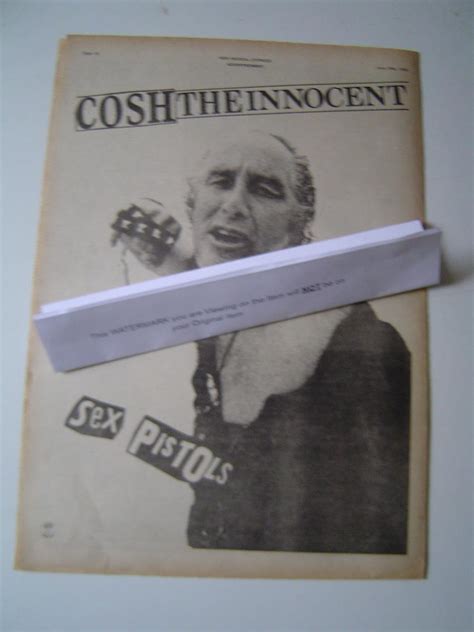 COSH THE INNOCENT
This WATERMARK you are Viewing on the Item will NOT be on
your Original Item
Sex
PISTOLS